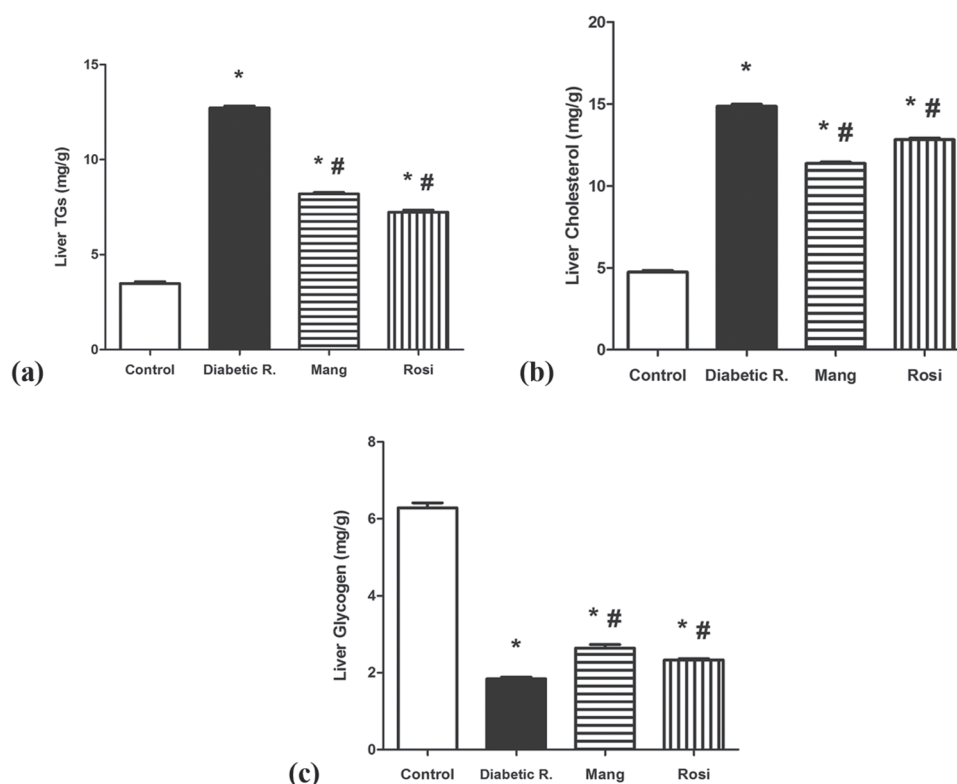 15
10
5
0
Liver TGs (mg/g)
*
* #
* #
Control Diabetic R. Mang Rosi
(a)
20
15
10
5
0
Liver Cholesterol (mg/g)
*
* #
* #
Control Diabetic R. Mang Rosi
(b)
8
6
4
2
0
Liver Glycogen (mg/g)
*
* #
* #
Control Diabetic R. Mang Rosi
(c)